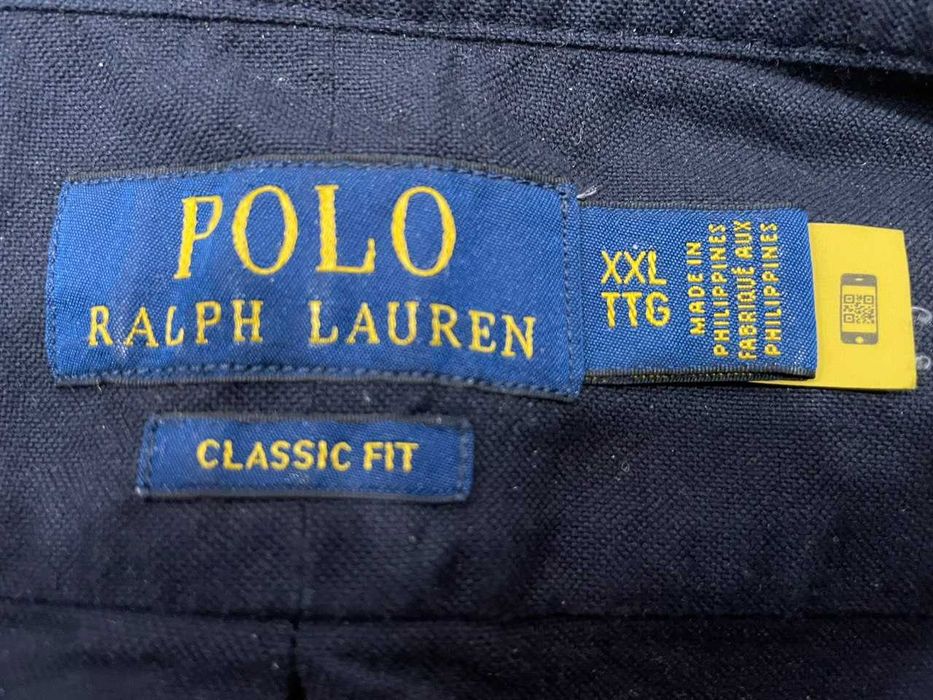 POLO
RALPH LAUREN
XXL
TTG
MADE IN
PHILIPPINES
FABRIQUÉ AUX
PHILIPPINES
CLASSIC FIT